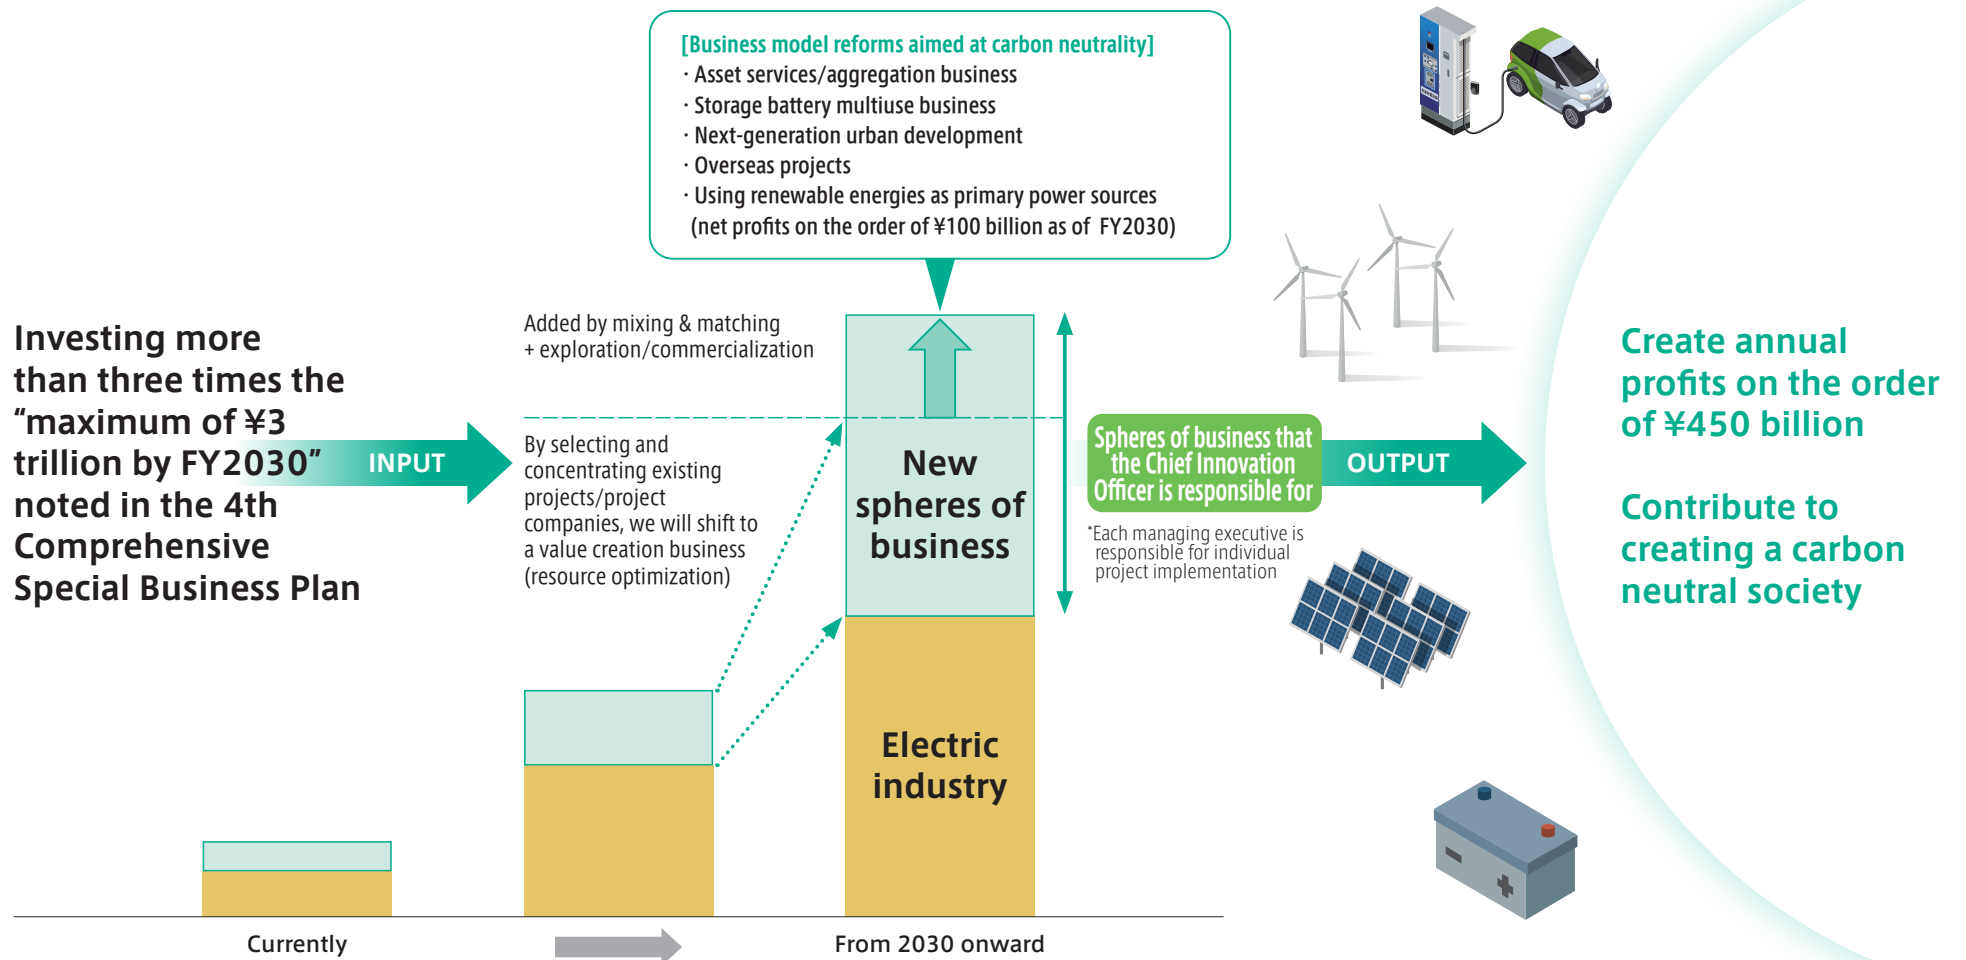 [Business model reforms aimed at carbon neutrality]
· Asset services/aggregation business
· Storage battery multiuse business
· Next-generation urban development
· Overseas projects
· Using renewable energies as primary power sources
(net profits on the order of ¥100 billion as of FY2030)
Investing more
than three times the
“maximum of ¥3
trillion by FY2030”
noted in the 4th
Comprehensive
Special Business Plan
INPUT
Added by mixing & matching
+ exploration/commercialization
By selecting and
concentrating existing
projects/project
companies, we will shift to
a value creation business
(resource optimization)
New
spheres of
business
Electric
industry
Spheres of business that
the Chief Innovation
Officer is responsible for
*Each managing executive is
responsible for individual
project implementation
OUTPUT
Create annual
profits on the order
of ¥450 billion
Contribute to
creating a carbon
neutral society
Currently
From 2030 onward